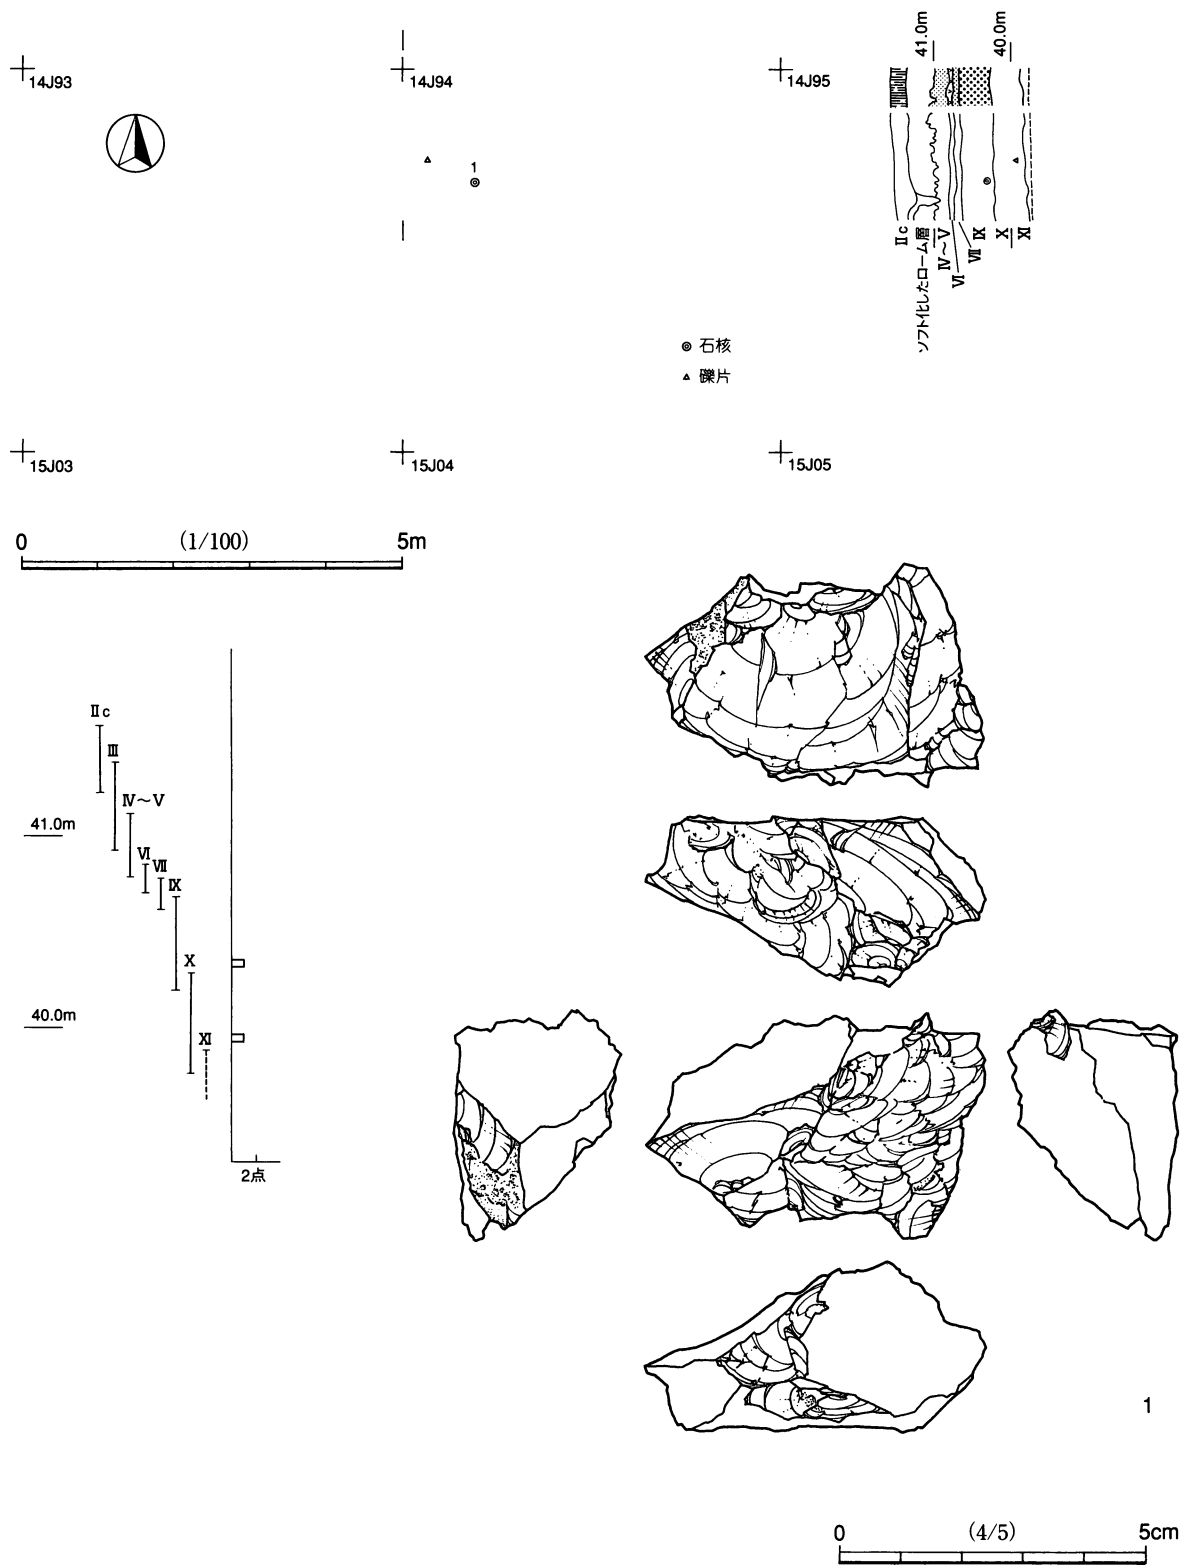 14J93
14J94
14J95
1
41.0m
40.0m
Ⅱc
ソフト化したローム層
Ⅳ～Ⅴ
Ⅵ
Ⅶ
Ⅸ
Ⅹ
Ⅺ
石核
礫片
15J03
15J04
15J05
0 (1/100) 5m
Ⅱc
Ⅲ
Ⅳ～Ⅴ
41.0m
Ⅵ
Ⅶ
Ⅸ
Ⅹ
40.0m
Ⅺ
2点
1
0 (4/5) 5cm